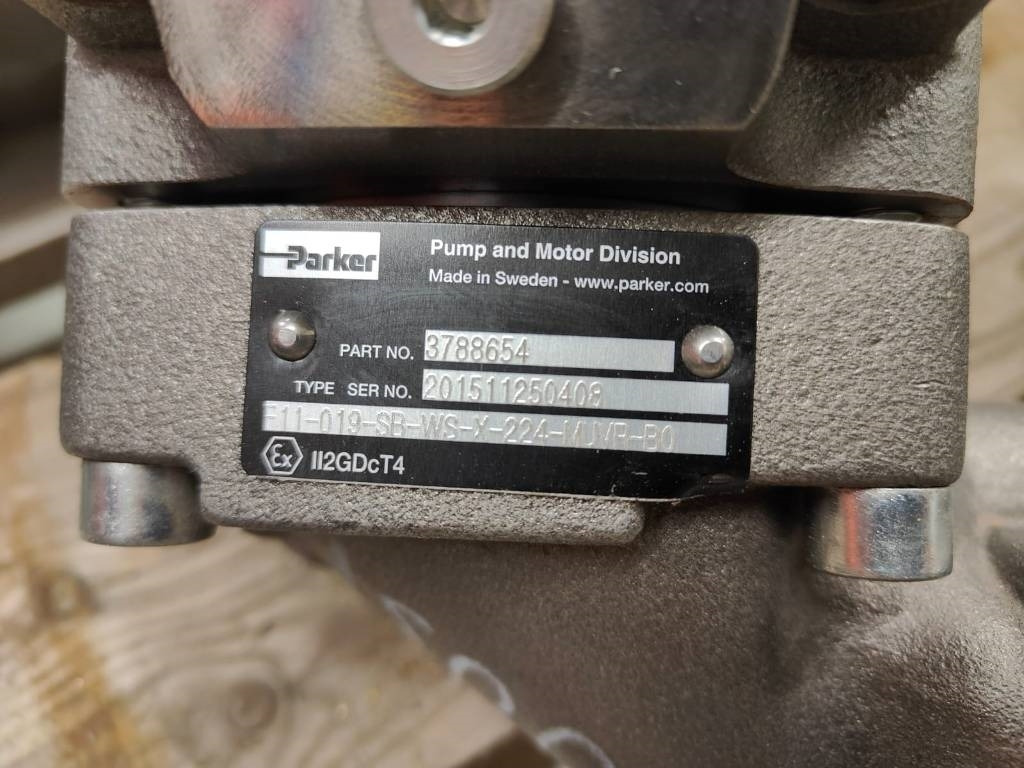 Parker
Pump and Motor Division
Made in Sweden - www.parker.com
PART NO. 3788654
TYPE SER NO. 201511250408
F11-019-SB-WS-X-224-MUVR-B0
Ex II2GDcT4